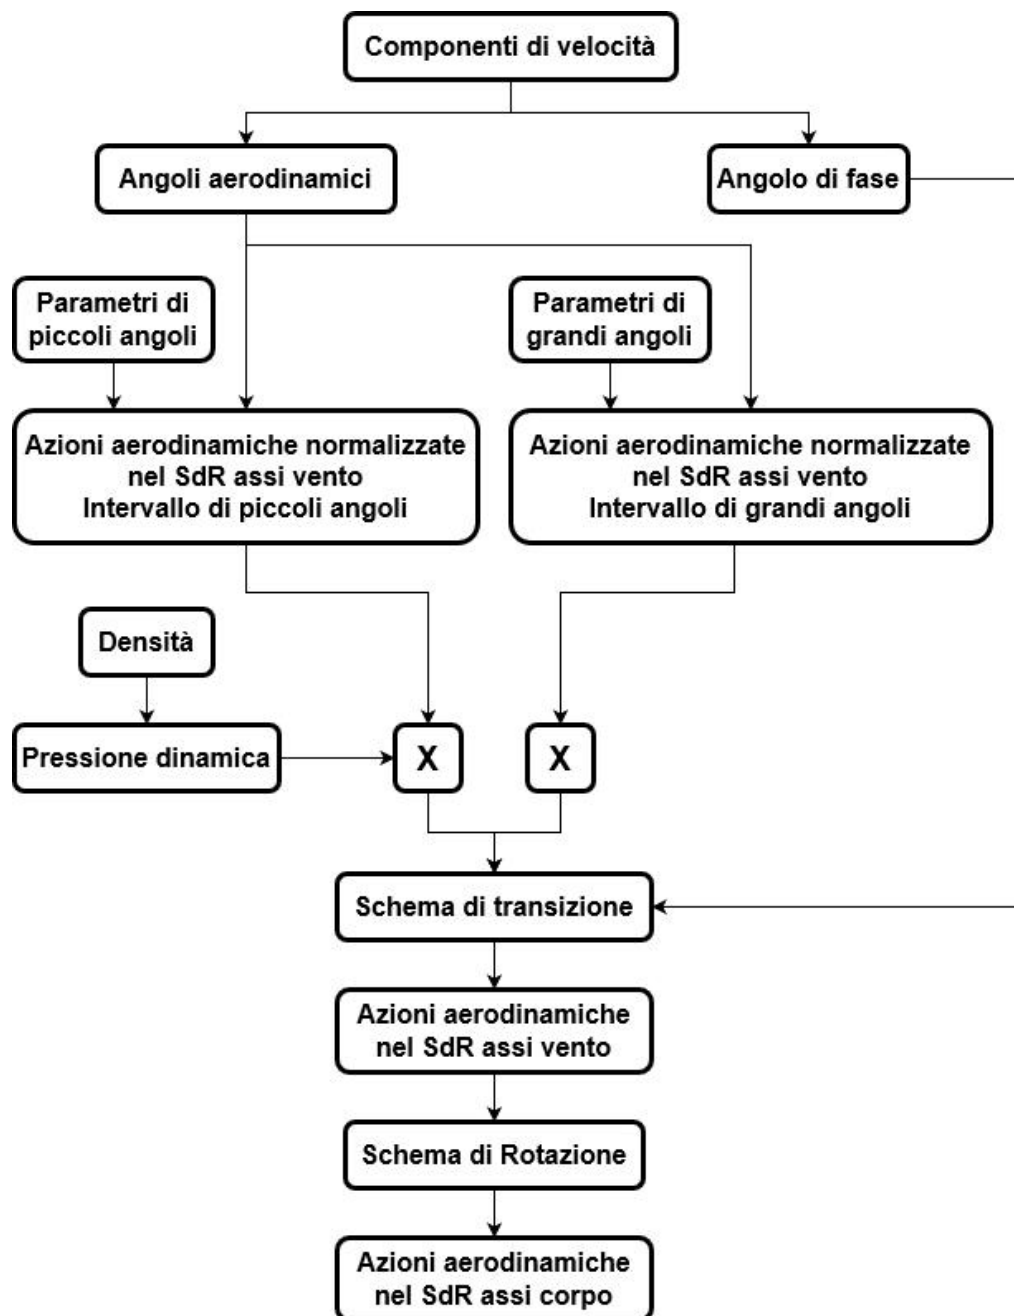 Componenti di velocità
Angoli aerodinamici
Angolo di fase
Parametri di
piccoli angoli
Parametri di
grandi angoli
Azioni aerodinamiche normalizzate
nel SdR assi vento
Intervallo di piccoli angoli
Azioni aerodinamiche normalizzate
nel SdR assi vento
Intervallo di grandi angoli
Densità
Pressione dinamica
X
X
Schema di transizione
Azioni aerodinamiche
nel SdR assi vento
Schema di Rotazione
Azioni aerodinamiche
nel SdR assi corpo